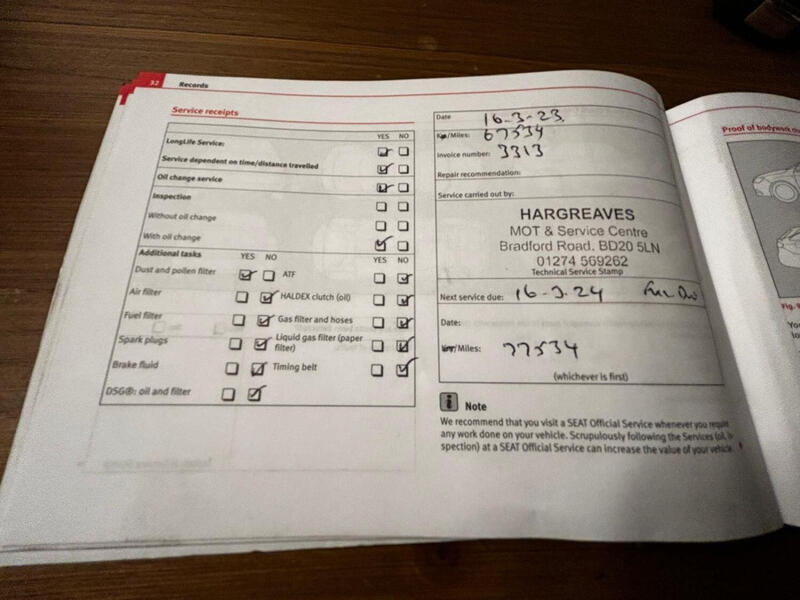 32 Records
Service receipts
YES NO
LongLife Service:
Service dependent on time/distance travelled
Oil change service
Inspection
Without oil change
With oil change
Additional tasks YES NO YES NO
Dust and pollen filter ATF
Air filter HALDEX clutch (oil)
Fuel filter Gas filter and hoses
Spark plugs Liquid gas filter (paper
filter)
Brake fluid Timing belt
DSG®: oil and filter
Date 16-3-23
Km/Miles: 67534
Invoice number: 3313
Repair recommendation:
Service carried out by:
HARGREAVES
MOT & Service Centre
Bradford Road. BD20 5LN
01274 569262
Technical Service Stamp
Next service due: 16-3-24
Date:
Km/Miles: 77534
(whichever is first)
i Note
We recommend that you visit a SEAT Official Service whenever you require
any work done on your vehicle. Scrupulously following the Services (oil, in-
spection) at a SEAT Official Service can increase the value of your vehicle.
Proof of bodywork
Fig.